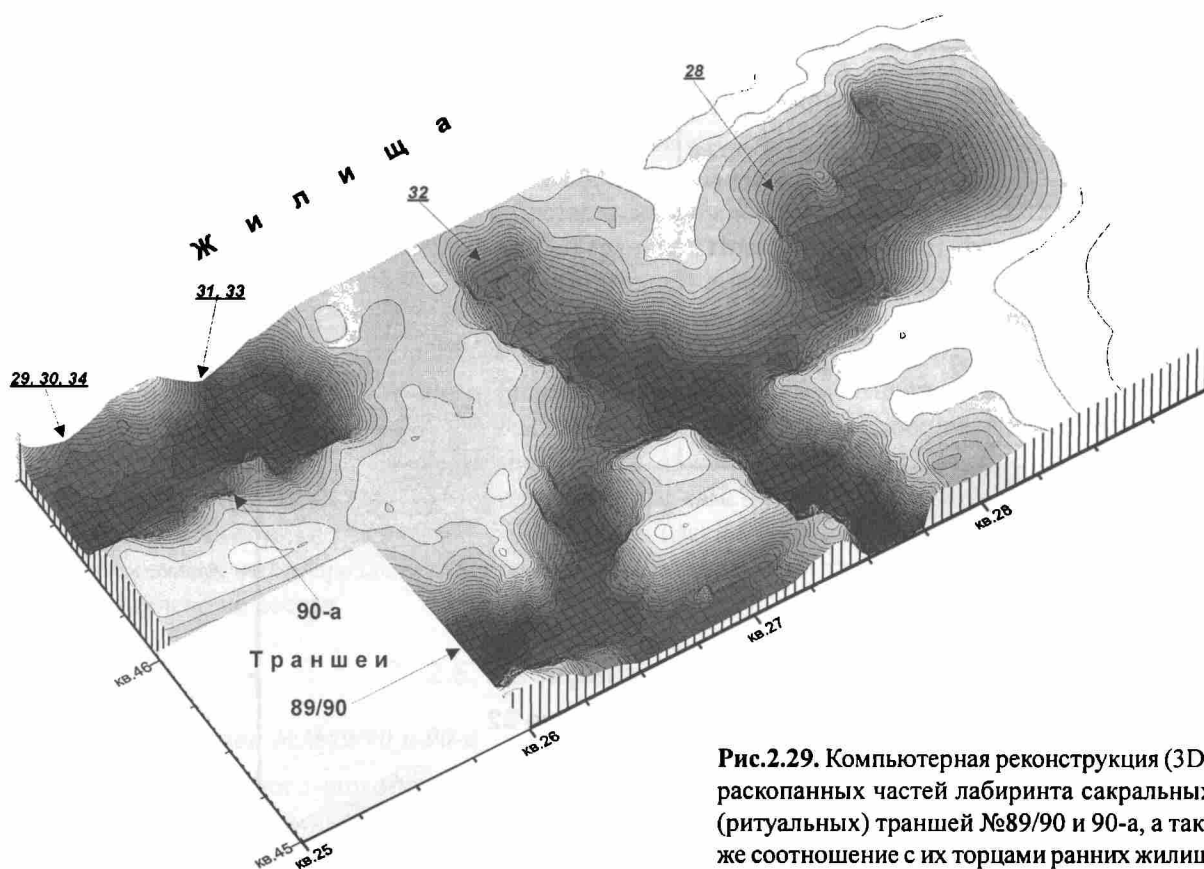 28
Жилища
32
31, 33
29, 30, 34
90-а
Траншеи
89/90
кв.28
кв.27
кв.46
кв.26
кв.45
кв.25
Рис.2.29. Компьютерная реконструкция (3D)
раскопанных частей лабиринта сакральных
(ритуальных) траншей №89/90 и 90-а, а так
же соотношение с их торцами ранних жилищ